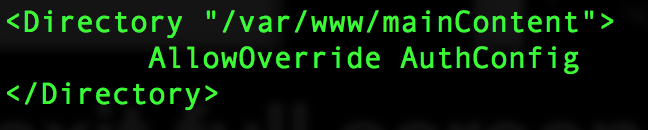 <Directory "/var/www/mainContent">
        AllowOverride AuthConfig
</Directory>